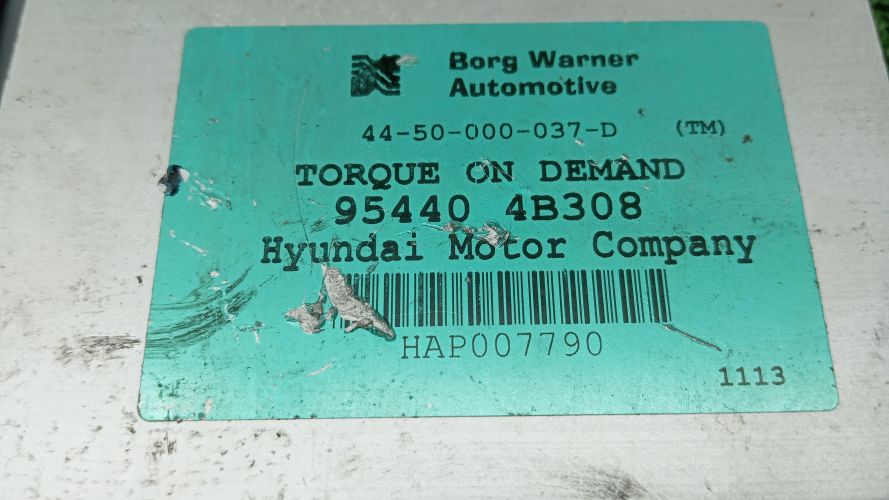 Borg Warner
Automotive
44-50-000-037-D (TM)
TORQUE ON DEMAND
95440 4B308
Hyundai Motor Company
HAP007790
1113